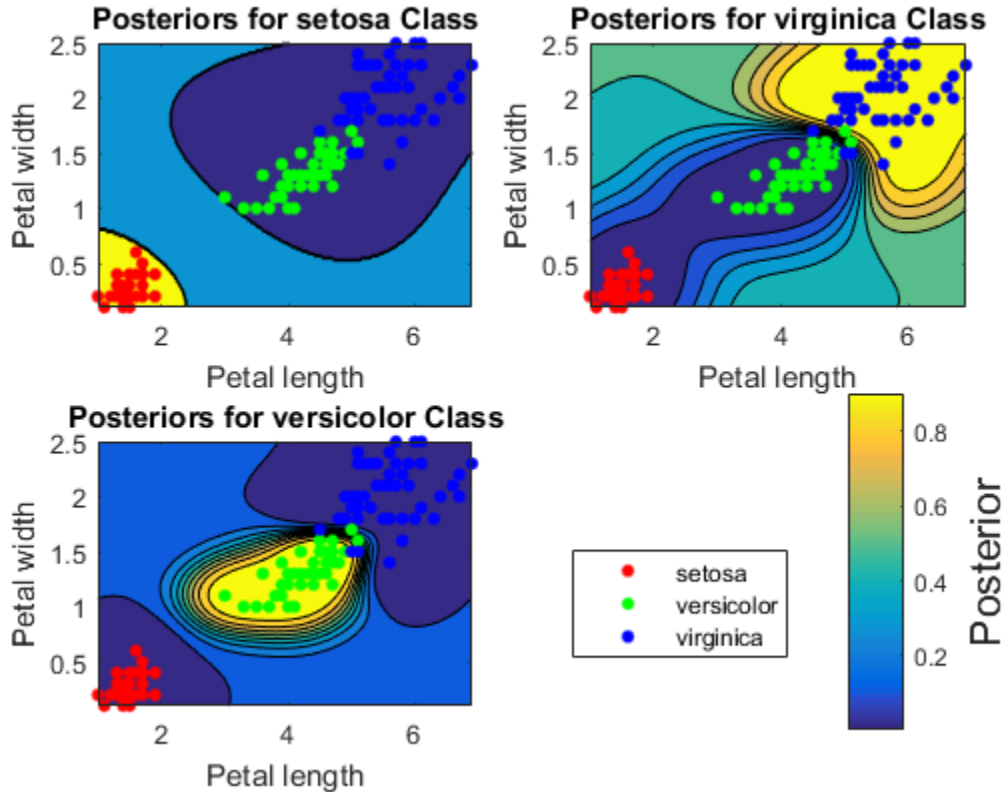 Posteriors for setosa Class
Petal width
2.5
2
1.5
1
0.5
2 4 6
Petal length
Posteriors for virginica Class
Petal width
2.5
2
1.5
1
0.5
2 4 6
Petal length
Posteriors for versicolor Class
Petal width
2.5
2
1.5
1
0.5
2 4 6
Petal length
setosa
versicolor
virginica
0.8
0.6
0.4
0.2
Posterior